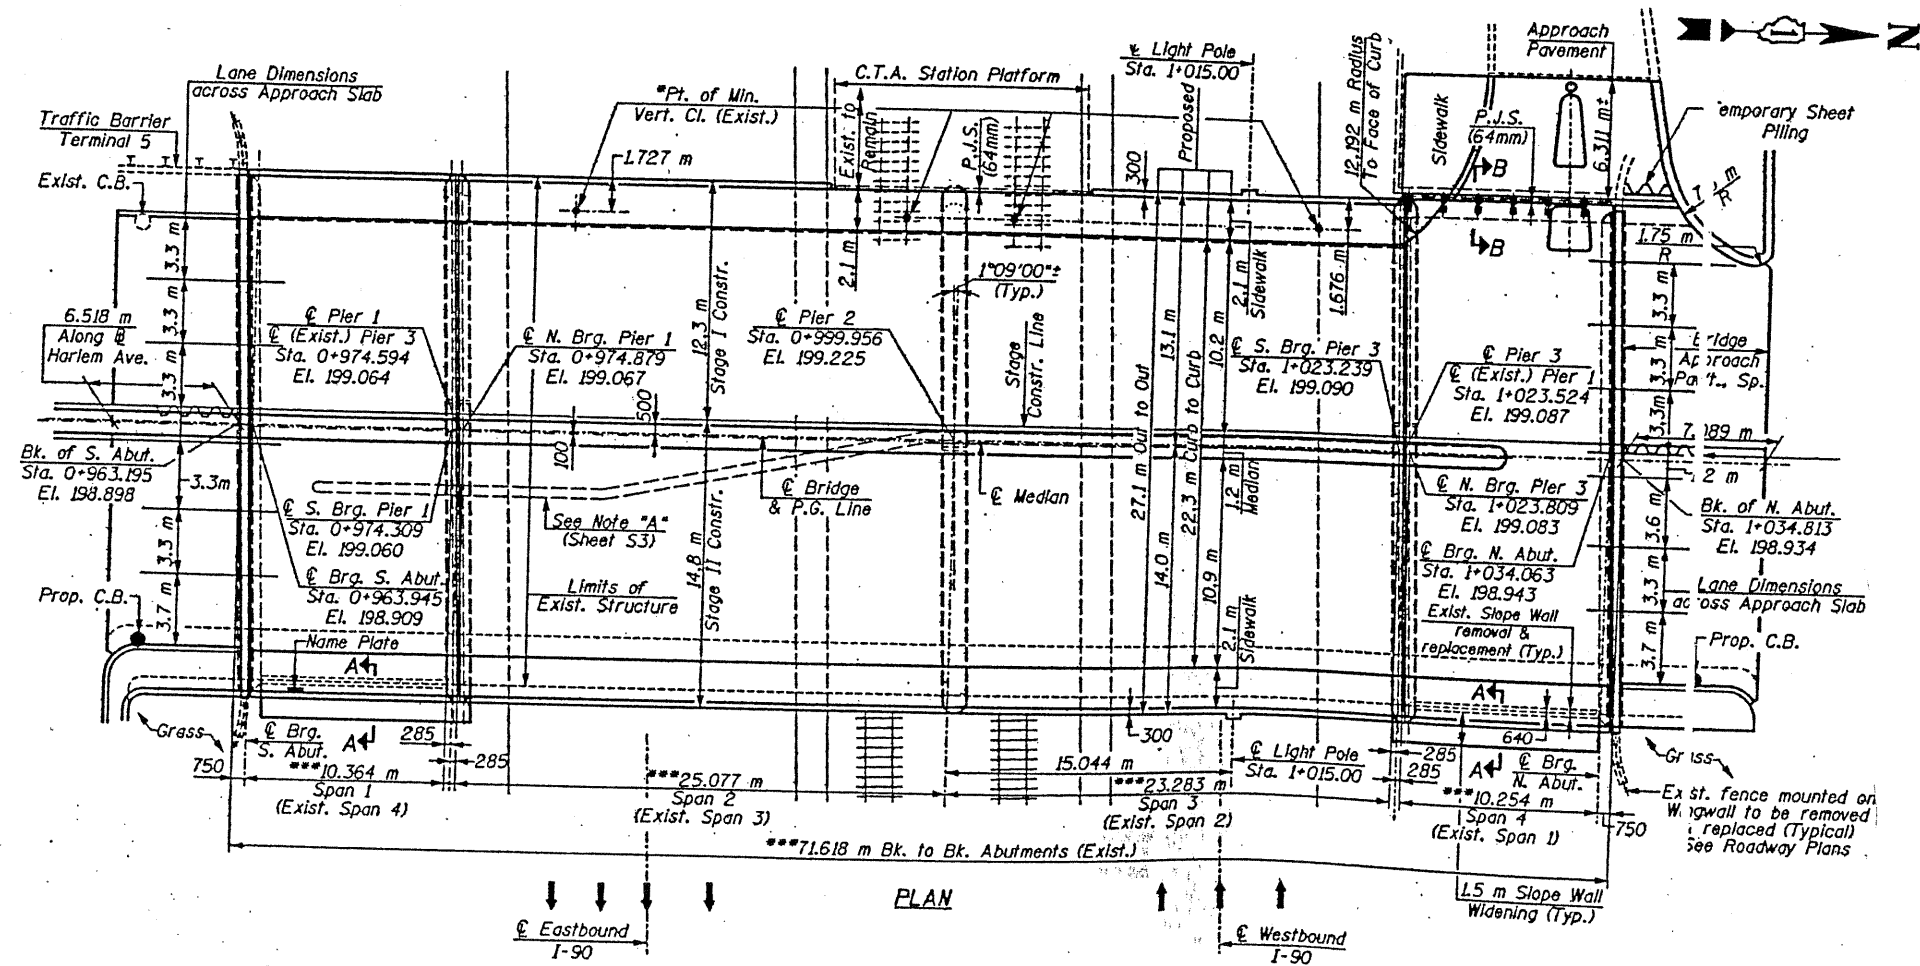 Lane Dimensions
across Approach Slab
Traffic Barrier
Terminal 5
Exist. C.B.
*Pt. of Min.
Vert. Cl. (Exist.)
1.727 m
C.T.A. Station Platform
Exist. to
Remain
P.J.S.
(64mm)
℄ Light Pole
Sta. 1+015.00
Proposed
300
12.192 m Radius
To Face of Curb
Sidewalk
P.J.S.
(64mm)
B
B
Approach
Pavement
6.311 m±
N
emporary Sheet
Piling
1.75 m
R
3.3 m
3.3 m
3.3 m
6.518 m
Along ⅊
Harlem Ave.
℄ Pier 1
℄ (Exist.) Pier 3
Sta. 0+974.594
El. 199.064
℄ N. Brg. Pier 1
Sta. 0+974.879
El. 199.067
12.3 m
Stage I Constr.
℄ Pier 2
Sta. 0+999.956
El. 199.225
2.1 m
1°09'00"±
(Typ.)
Stage
Constr. Line
13.1 m
10.2 m
2.1 m
Sidewalk
1.676 m
℄ S. Brg. Pier 3
Sta. 1+023.239
El. 199.090
℄ Pier 3
℄ (Exist.) Pier 1
Sta. 1+023.524
El. 199.087
3.3 m
3.3 m
3.3m
Bk. of S. Abut.
Sta. 0+963.195
El. 198.898
3.3m
℄ S. Brg. Pier 1
Sta. 0+974.309
El. 199.060
℄ Brg. S. Abut.
Sta. 0+963.945
El. 198.909
100
500
See Note "A"
(Sheet S3)
℄ Bridge
& P.G. Line
℄ Median
27.1 m Out to Out
14.0 m
22.3 m Curb to Curb
1.2 m
Median
10.9 m
2.1 m
Sidewalk
℄ N. Brg. Pier 3
Sta. 1+023.809
El. 199.083
℄ Brg. N. Abut.
Sta. 1+034.063
El. 198.943
Bk. of N. Abut.
Sta. 1+034.813
El. 198.934
3.6 m
3.3 m
3.7 m
Lane Dimensions
across Approach Slab
Prop. C.B.
3.3 m
3.7 m
Prop. C.B.
Limits of
Exist. Structure
14.8 m
Stage II Constr.
Name Plate
A
A
Exist. Slope Wall
removal &
replacement (Typ.)
A
A
Grass
℄ Brg.
S. Abut.
750
285
285
***10.364 m
Span 1
(Exist. Span 4)
***25.077 m
Span 2
(Exist. Span 3)
300
15.044 m
℄ Light Pole
Sta. 1+015.00
***23.283 m
Span 3
(Exist. Span 2)
285
285
640
℄ Brg.
N. Abut.
***10.254 m
Span 4
(Exist. Span 1)
750
***71.618 m Bk. to Bk. Abutments (Exist.)
1.5 m Slope Wall
Widening (Typ.)
fence mounted on
to be removed
replaced (Typical)
See Roadway Plans
PLAN
℄ Eastbound
I-90
℄ Westbound
I-90